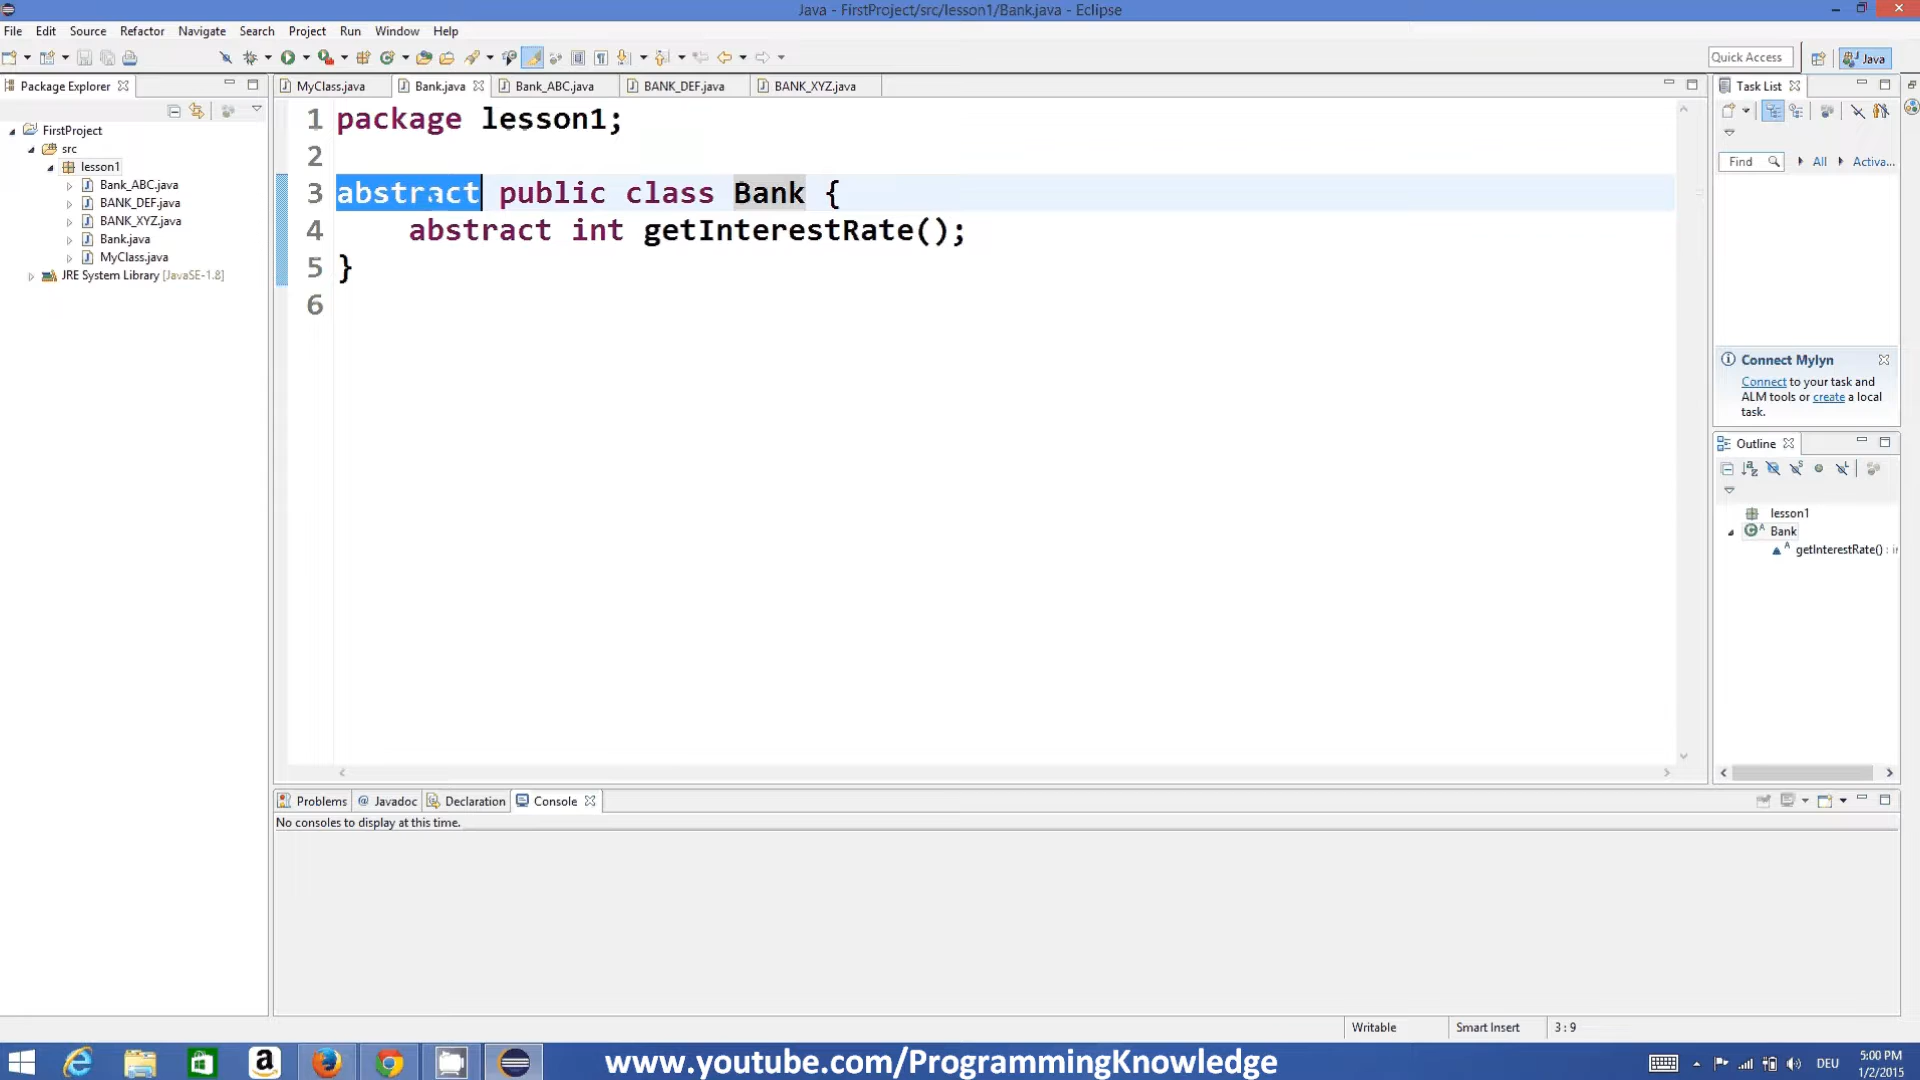 Java - FirstProject/src/lesson1/Bank.java - Eclipse
File Edit Source Refactor Navigate Search Project Run Window Help
Quick Access Java
Package Explorer
FirstProject
src
lesson1
Bank_ABC.java
BANK_DEF.java
BANK_XYZ.java
Bank.java
MyClass.java
JRE System Library [JavaSE-1.8]
MyClass.java Bank.java Bank_ABC.java BANK_DEF.java BANK_XYZ.java
1 package lesson1;
2
3 abstract public class Bank {
4 abstract int getInterestRate();
5 }
6
Task List
Find All Activa...
Connect Mylyn
Connect to your task and
ALM tools or create a local
task.
Outline
lesson1
Bank
getInterestRate() : i
Problems @ Javadoc Declaration Console
No consoles to display at this time.
Writable Smart Insert 3 : 9
www.youtube.com/ProgrammingKnowledge
DEU
5:00 PM
1/2/2015